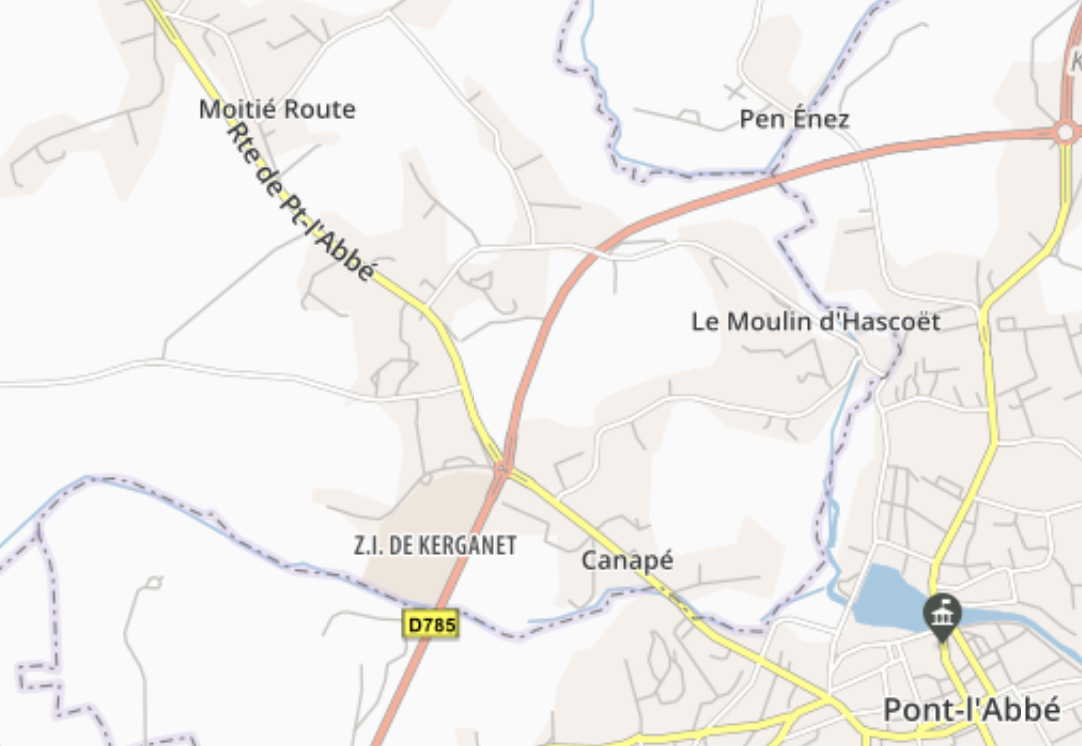 Moitié Route
Pen Énez
Rte de Pt-l'Abbé
Le Moulin d'Hascoët
Z.I. DE KERGANET
Canapé
D785
Pont-l'Abbé